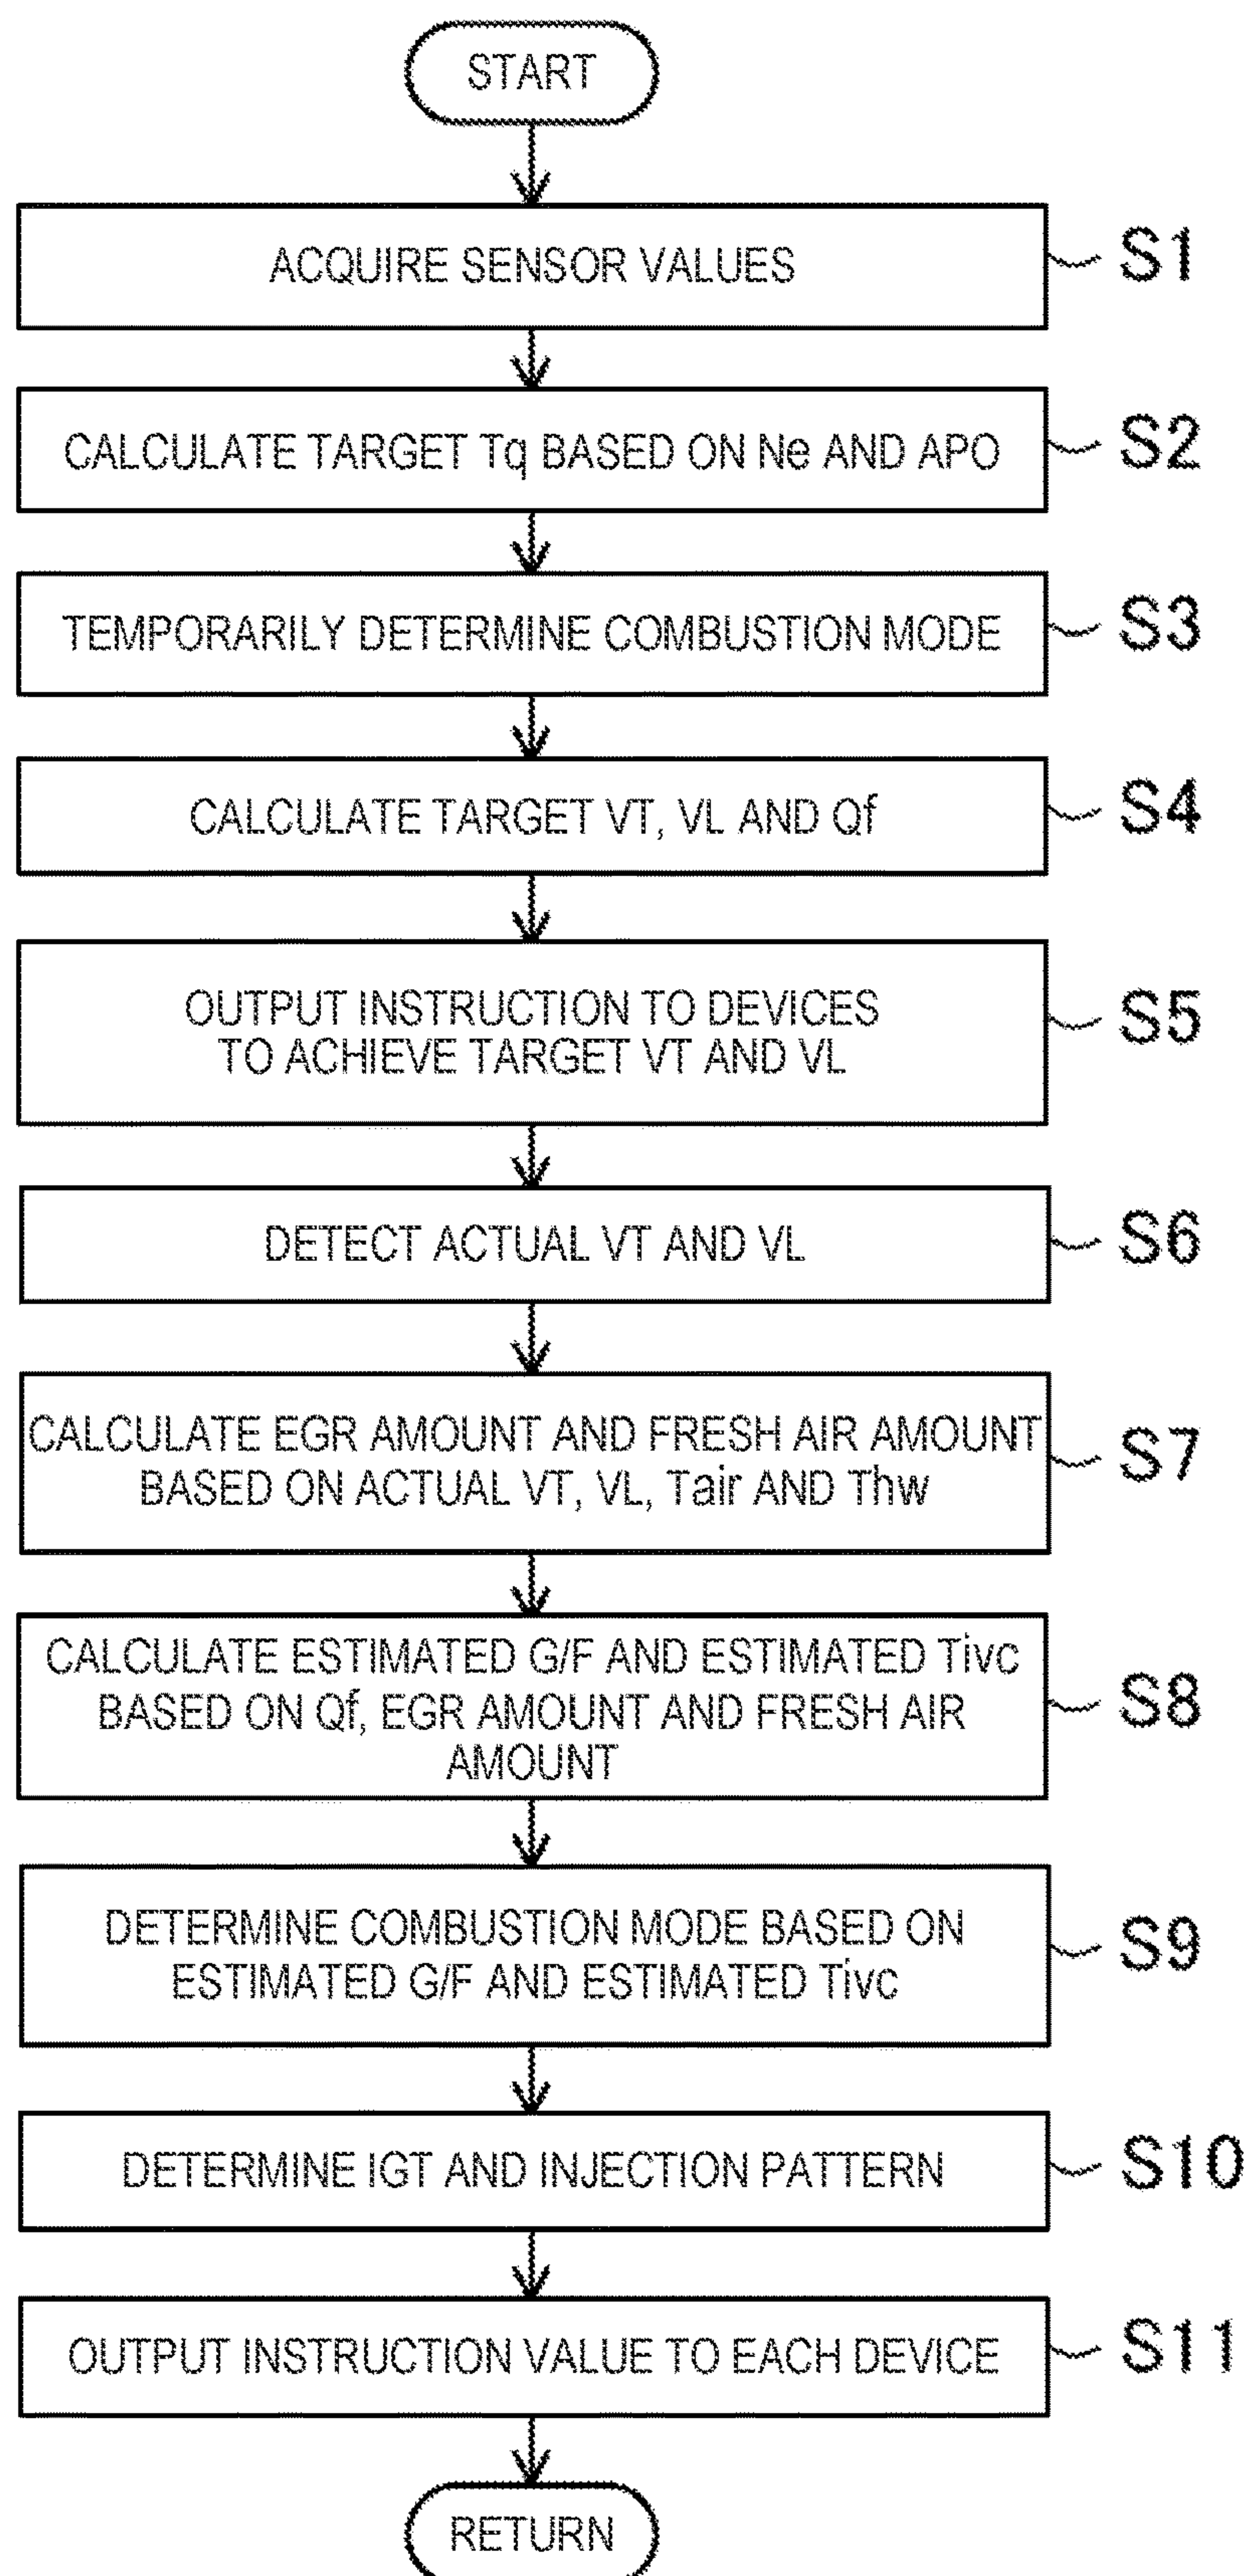 START
ACQUIRE SENSOR VALUES
S1
CALCULATE TARGET Tq BASED ON Ne AND APO
S2
TEMPORARILY DETERMINE COMBUSTION MODE
S3
CALCULATE TARGET VT, VL AND Qf
S4
OUTPUT INSTRUCTION TO DEVICES
TO ACHIEVE TARGET VT AND VL
S5
DETECT ACTUAL VT AND VL
S6
CALCULATE EGR AMOUNT AND FRESH AIR AMOUNT
BASED ON ACTUAL VT, VL, Tair AND Thw
S7
CALCULATE ESTIMATED G/F AND ESTIMATED Tivc
BASED ON Qf, EGR AMOUNT AND FRESH AIR
AMOUNT
S8
DETERMINE COMBUSTION MODE BASED ON
ESTIMATED G/F AND ESTIMATED Tivc
S9
DETERMINE IGT AND INJECTION PATTERN
S10
OUTPUT INSTRUCTION VALUE TO EACH DEVICE
S11
RETURN